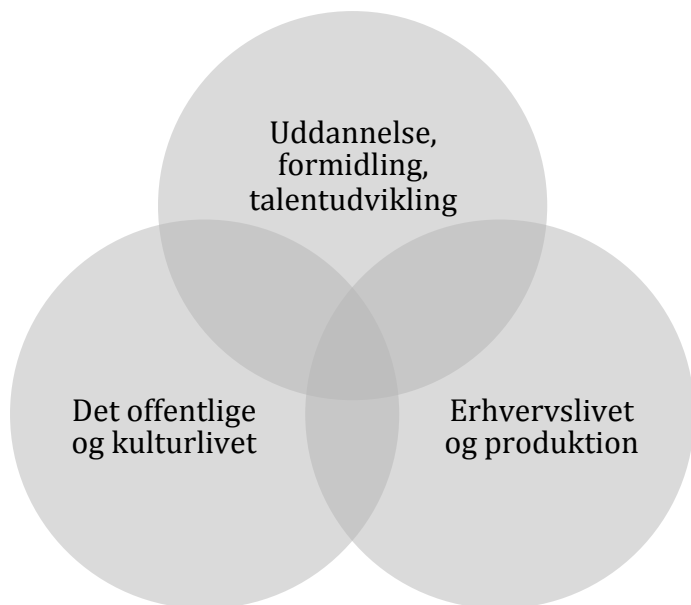 Uddannelse,
formidling,
talentudvikling
Det offentlige
og kulturlivet
Erhvervslivet
og produktion